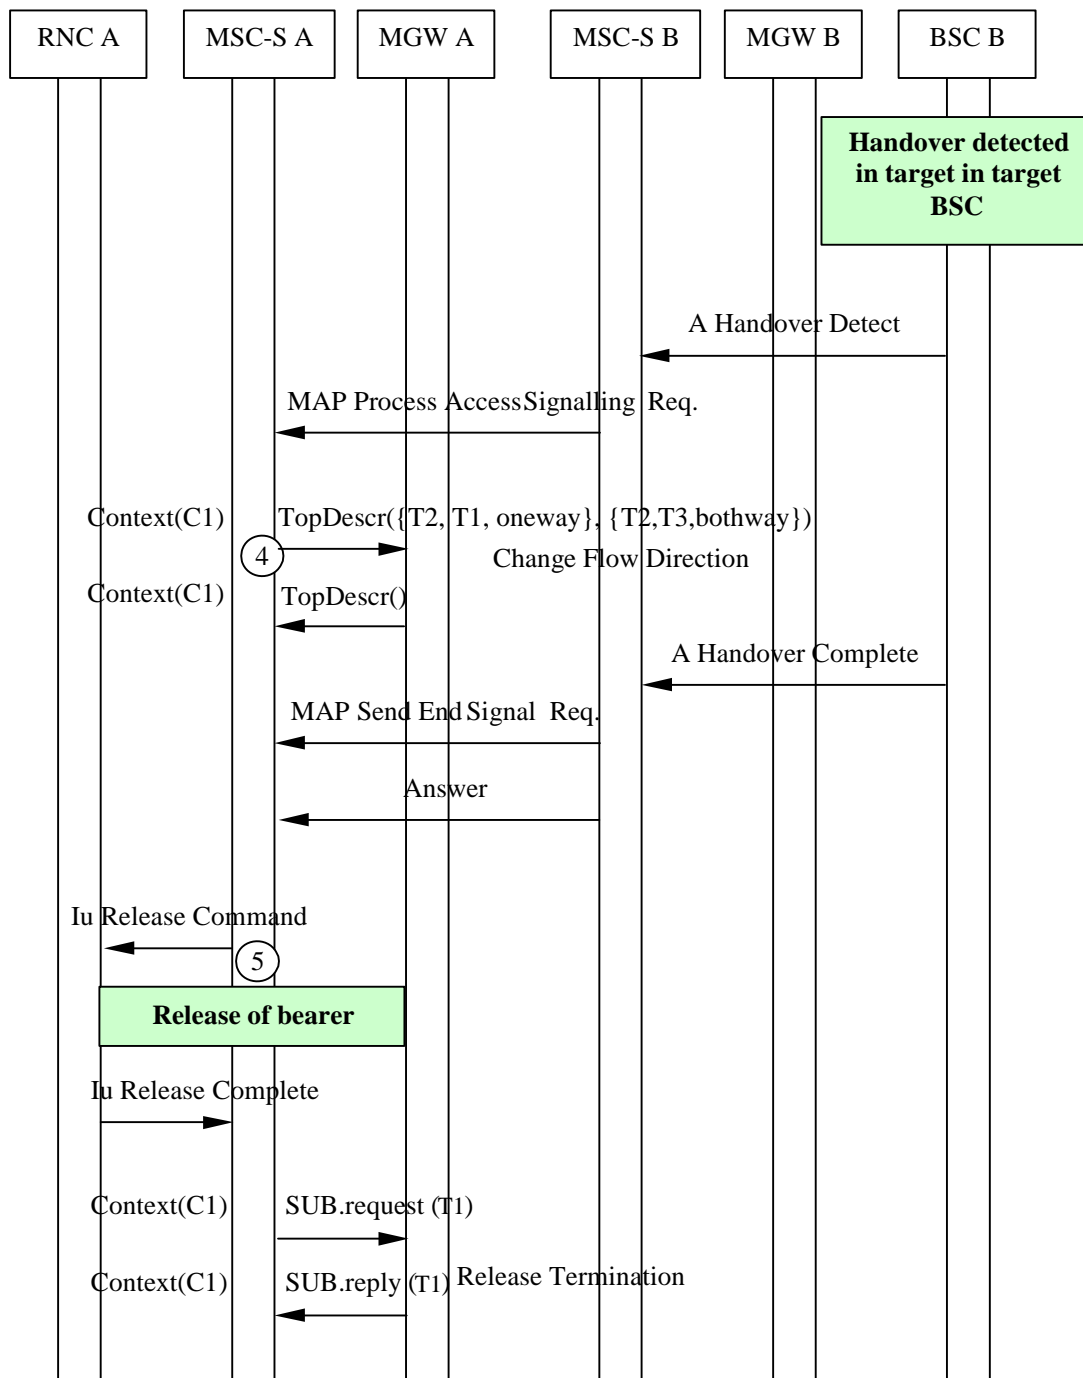 RNC A
MSC-S A
MGW A
MSC-S B
MGW B
BSC B
Handover detected
in target in target
BSC
A Handover Detect
MAP Process Access Signalling Req.
Context(C1)
TopDescr({T2, T1, oneway}, {T2,T3,bothway})
4
Change Flow Direction
Context(C1)
TopDescr()
A Handover Complete
MAP Send End Signal Req.
Answer
Iu Release Command
5
Release of bearer
Iu Release Complete
Context(C1)
SUB.request (T1)
Context(C1)
SUB.reply (T1)
Release Termination